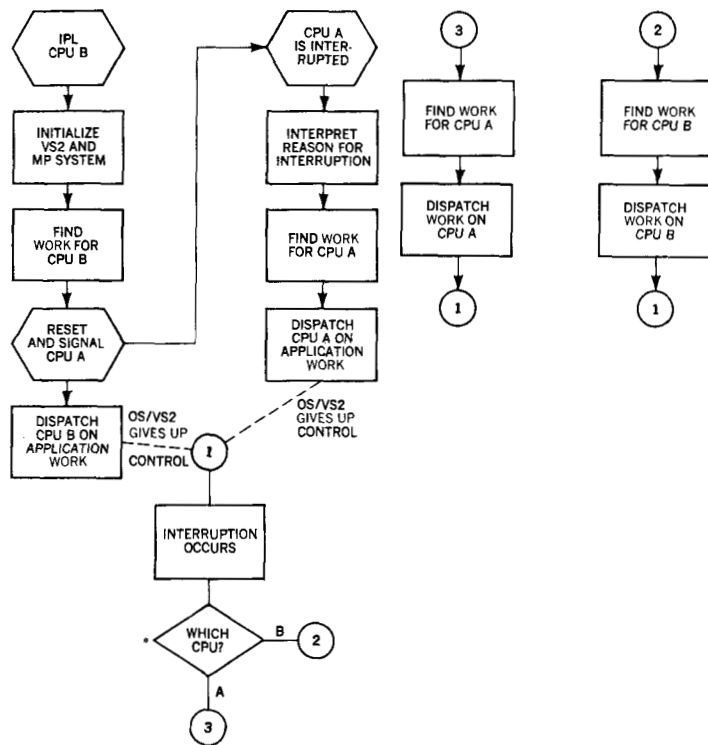 IPL
CPU B
INITIALIZE
VS2 AND
MP SYSTEM
FIND
WORK FOR
CPU B
RESET
AND SIGNAL
CPU A
DISPATCH
CPU B ON
APPLICATION
WORK
OS/VS2
GIVES UP
CONTROL
CPU A
IS INTER-
RUPTED
INTERPRET
REASON FOR
INTERRUPTION
FIND WORK
FOR CPU A
DISPATCH
CPU A ON
APPLICATION
WORK
OS/VS2
GIVES UP
CONTROL
1
INTERRUPTION
OCCURS
*
WHICH
CPU?
B
2
A
3
3
FIND WORK
FOR CPU A
DISPATCH
WORK ON
CPU A
1
2
FIND WORK
FOR CPU B
DISPATCH
WORK ON
CPU B
1